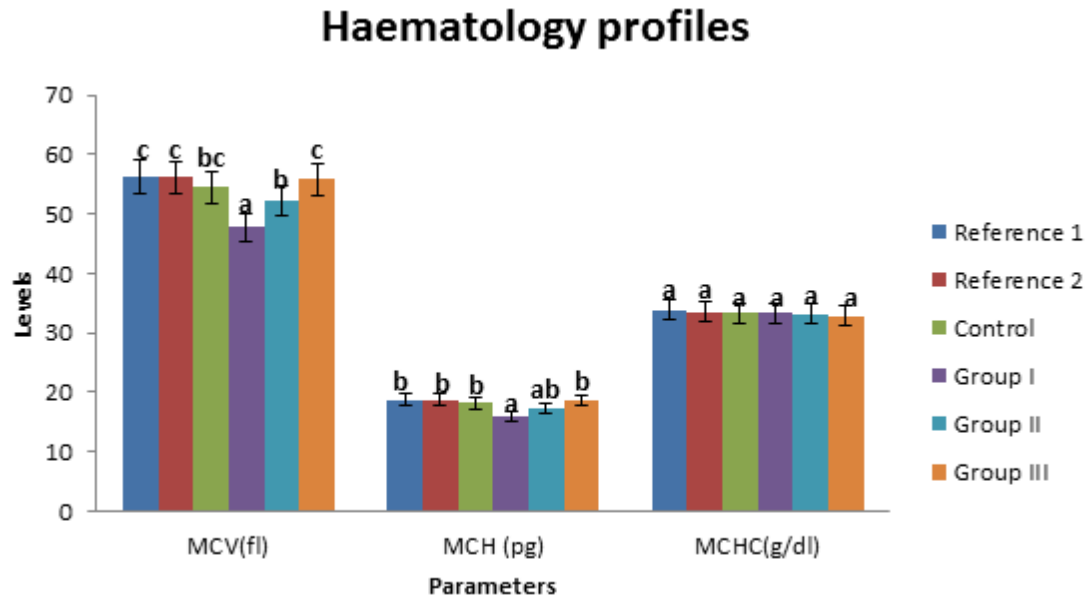 Haematology profiles
70
60
50
40
30
20
10
0
Levels
c c bc a b c
b b b a ab b
a a a a a a
MCV(fl) MCH (pg) MCHC(g/dl)
Parameters
Reference 1
Reference 2
Control
Group I
Group II
Group III